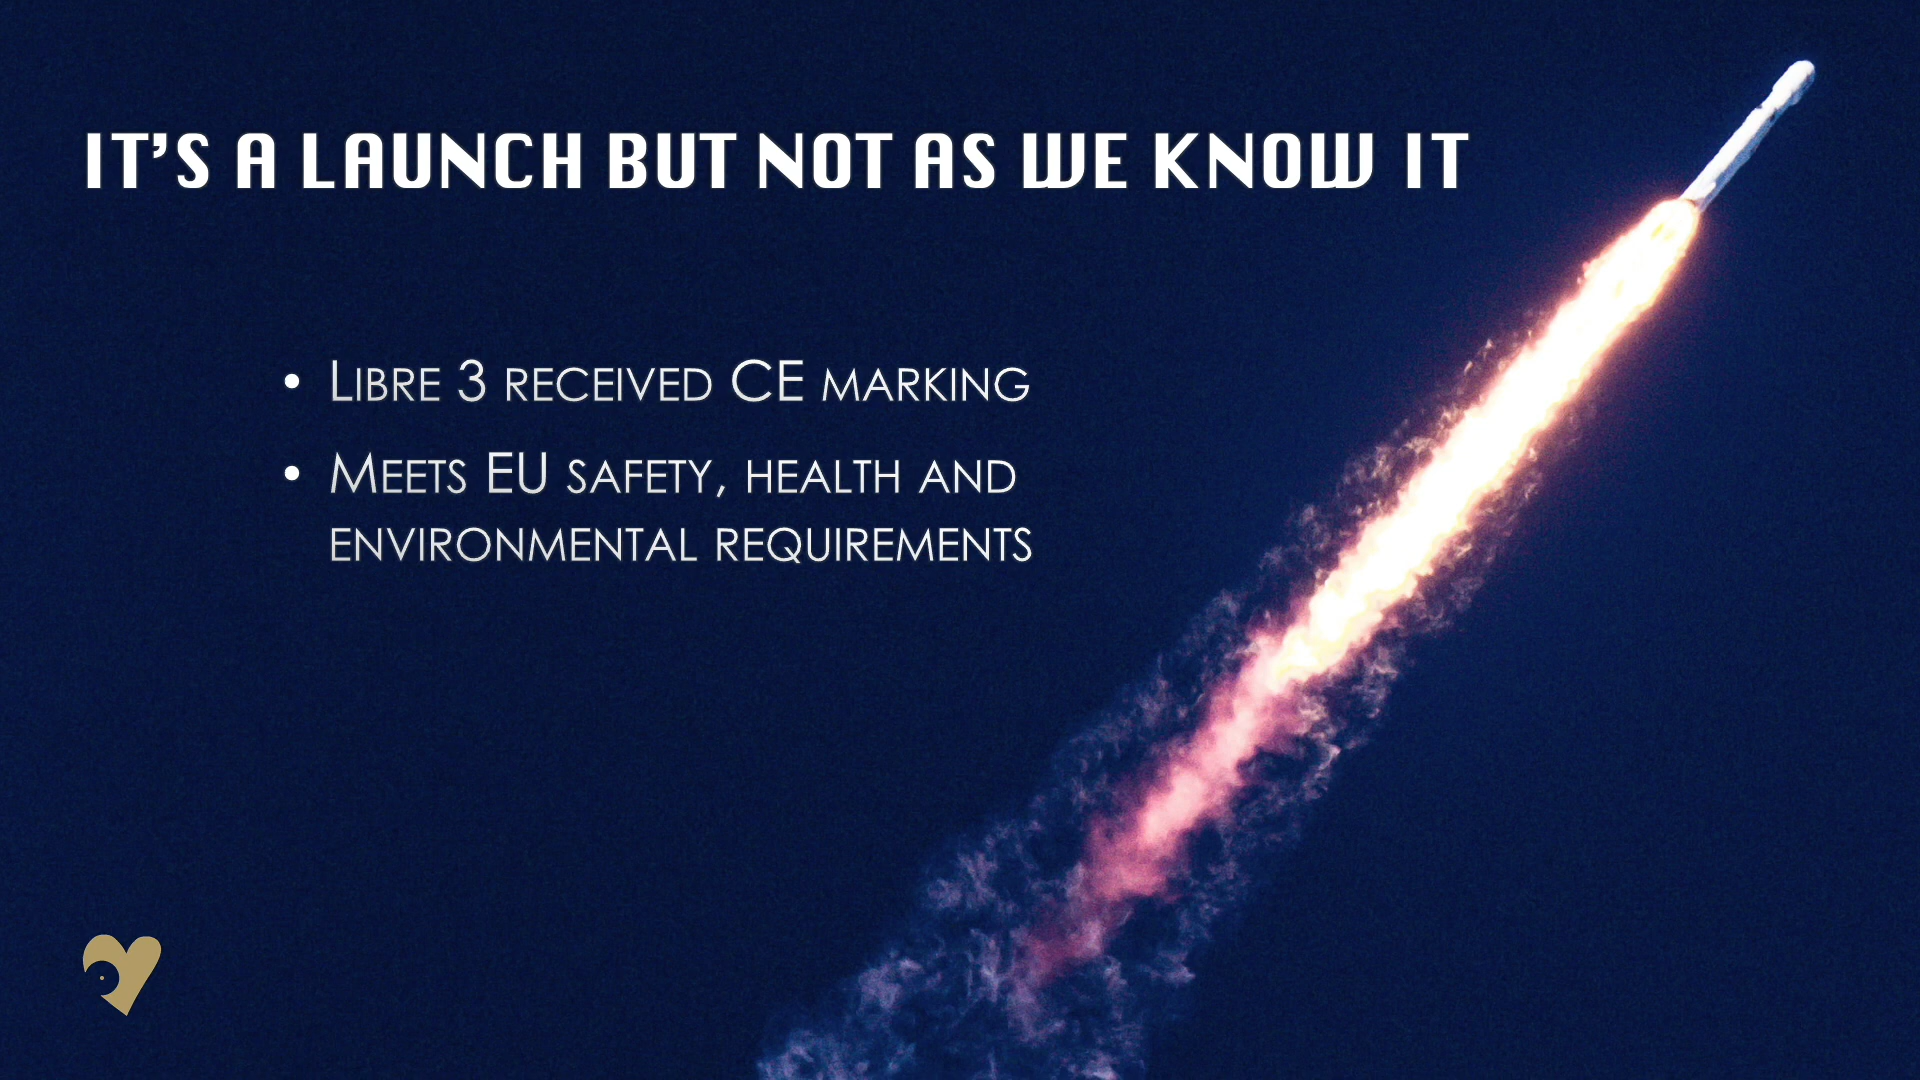 IT’S A LAUNCH BUT NOT AS WE KNOW IT
• LIBRE 3 RECEIVED CE MARKING
• MEETS EU SAFETY, HEALTH AND
ENVIRONMENTAL REQUIREMENTS